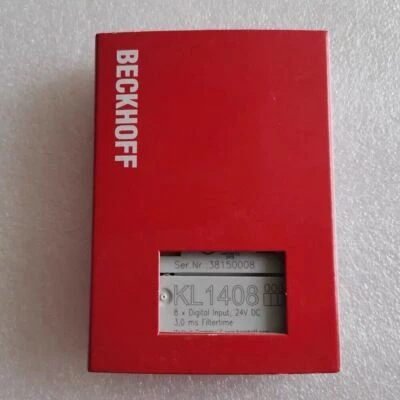 BECKHOFF
Ser.Nr. 38150008
KL1408
8 x Digital Input, 24V DC
3,0 ms Filtertime